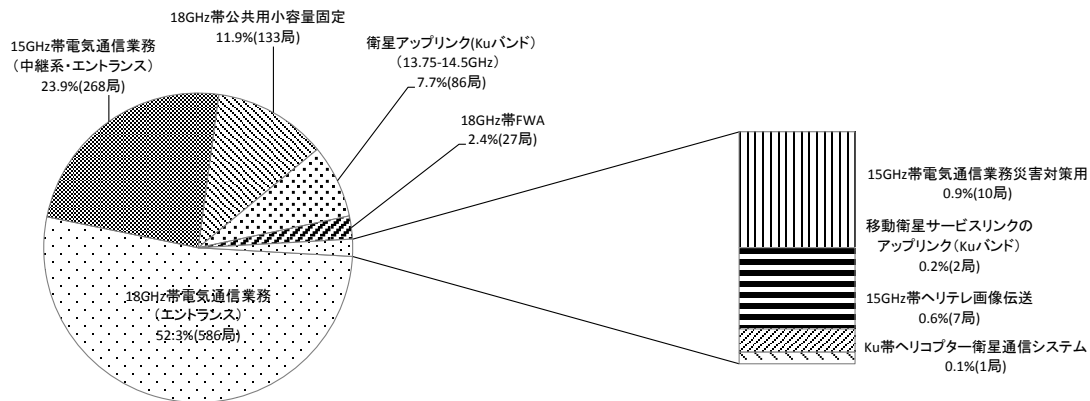 18GHz帯公共用小容量固定
11.9%(133局)
15GHz帯電気通信業務
（中継系・エントランス）
23.9%(268局)
衛星アップリンク(Kuバンド）
（13.75-14.5GHz）
7.7%(86局)
18GHz帯FWA
2.4%(27局)
18GHz帯電気通信業務
（エントランス）
52.3%(586局)
15GHz帯電気通信業務災害対策用
0.9%(10局)
移動衛星サービスリンクの
アップリンク（Kuバンド）
0.2%(2局)
15GHz帯ヘリテレ画像伝送
0.6%(7局)
Ku帯ヘリコプター衛星通信システム
0.1%(1局)